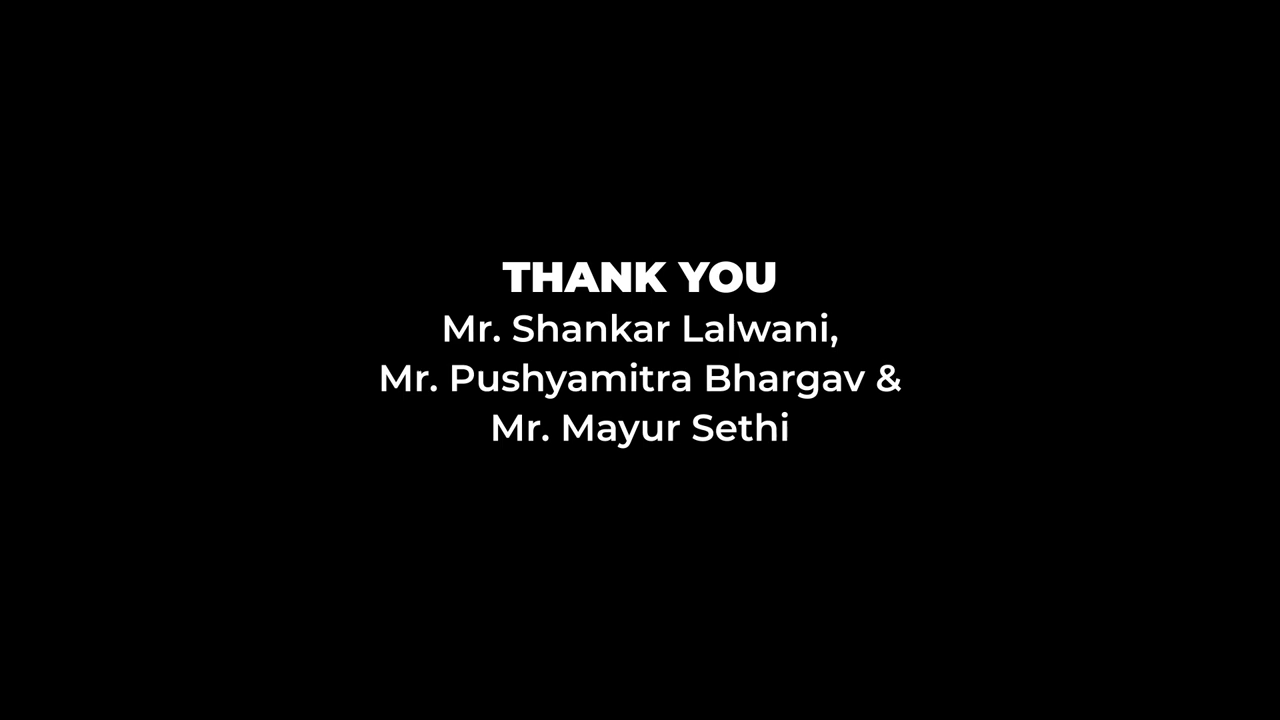 THANK YOU
Mr. Shankar Lalwani,
Mr. Pushyamitra Bhargav &
Mr. Mayur Sethi